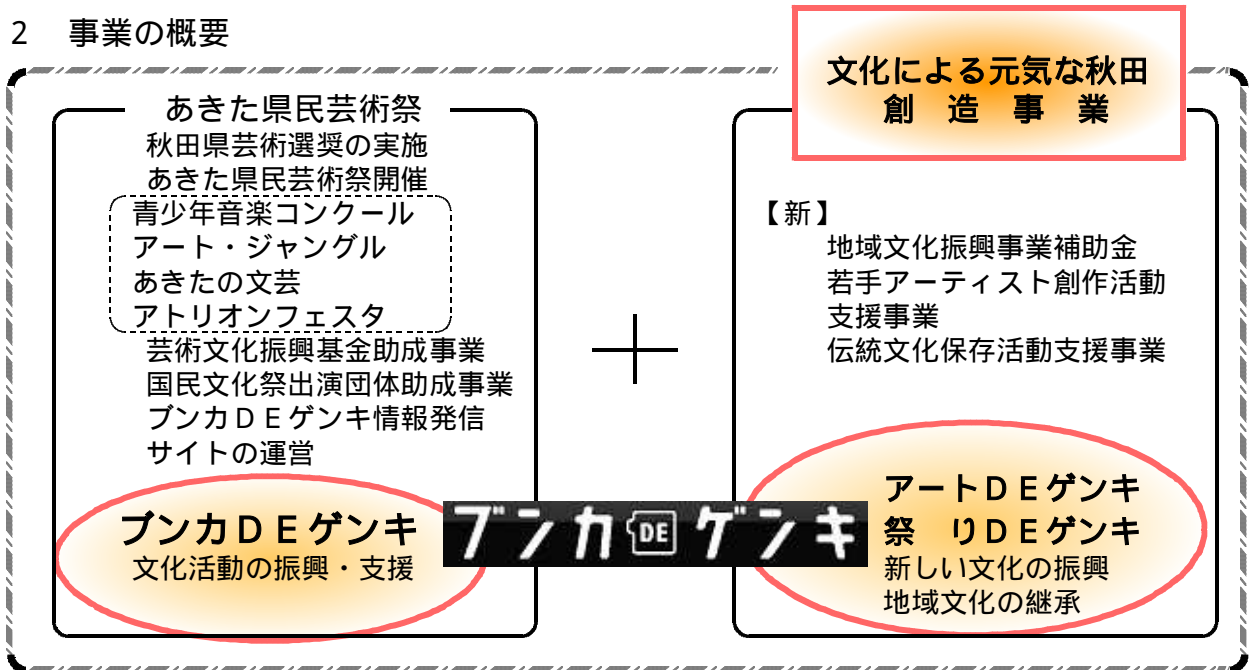 2 事業の概要
文化による元気な秋田
創造事業
あきた県民芸術祭
秋田県芸術選奨の実施
あきた県民芸術祭開催
青少年音楽コンクール
アート・ジャングル
あきたの文芸
アトリオンフェスタ
芸術文化振興基金助成事業
国民文化祭出演団体助成事業
ブンカDEゲンキ情報発信
サイトの運営
ブンカDEゲンキ
文化活動の振興・支援
+
ブンカDEゲンキ
【新】
地域文化振興事業補助金
若手アーティスト創作活動
支援事業
伝統文化保存活動支援事業
アートDEゲンキ
祭りDEゲンキ
新しい文化の振興
地域文化の継承